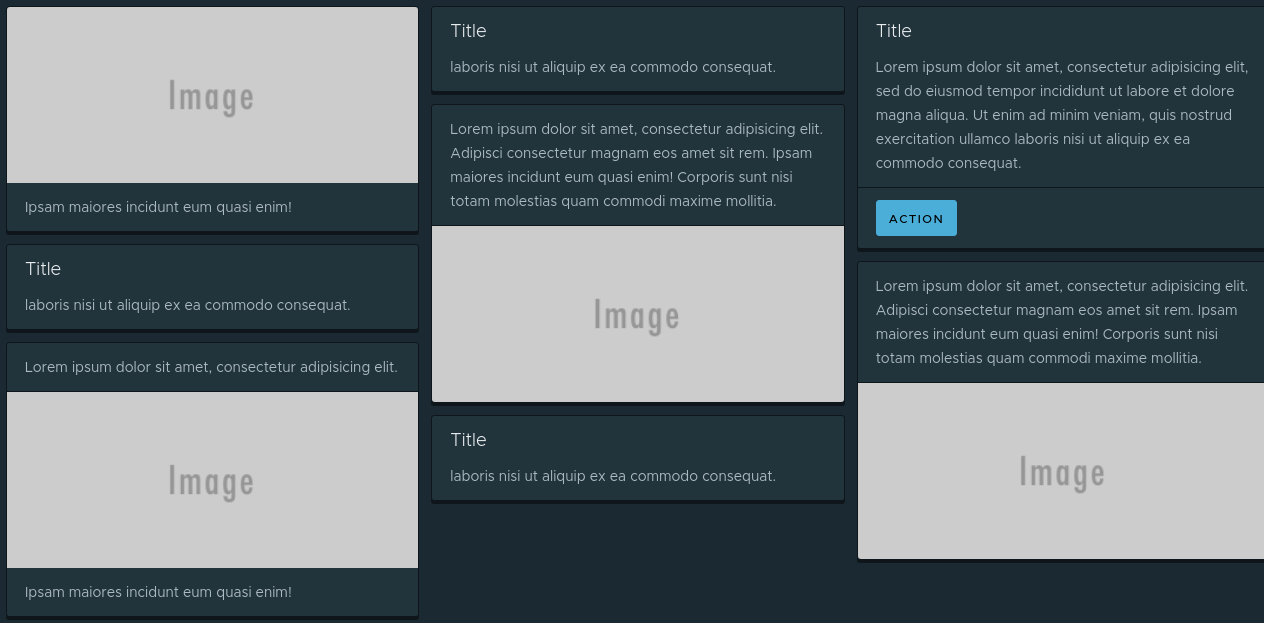 Image
Ipsam maiores incidunt eum quasi enim!
Title
laboris nisi ut aliquip ex ea commodo consequat.
Lorem ipsum dolor sit amet, consectetur adipisicing elit.
Image
Ipsam maiores incidunt eum quasi enim!
Title
laboris nisi ut aliquip ex ea commodo consequat.
Lorem ipsum dolor sit amet, consectetur adipisicing elit.
Adipisci consectetur magnam eos amet sit rem. Ipsam
maiores incidunt eum quasi enim! Corporis sunt nisi
totam molestias quam commodi maxime mollitia.
Image
Title
laboris nisi ut aliquip ex ea commodo consequat.
Title
Lorem ipsum dolor sit amet, consectetur adipisicing elit,
sed do eiusmod tempor incididunt ut labore et dolore
magna aliqua. Ut enim ad minim veniam, quis nostrud
exercitation ullamco laboris nisi ut aliquip ex ea
commodo consequat.
ACTION
Lorem ipsum dolor sit amet, consectetur adipisicing elit.
Adipisci consectetur magnam eos amet sit rem. Ipsam
maiores incidunt eum quasi enim! Corporis sunt nisi
totam molestias quam commodi maxime mollitia.
Image